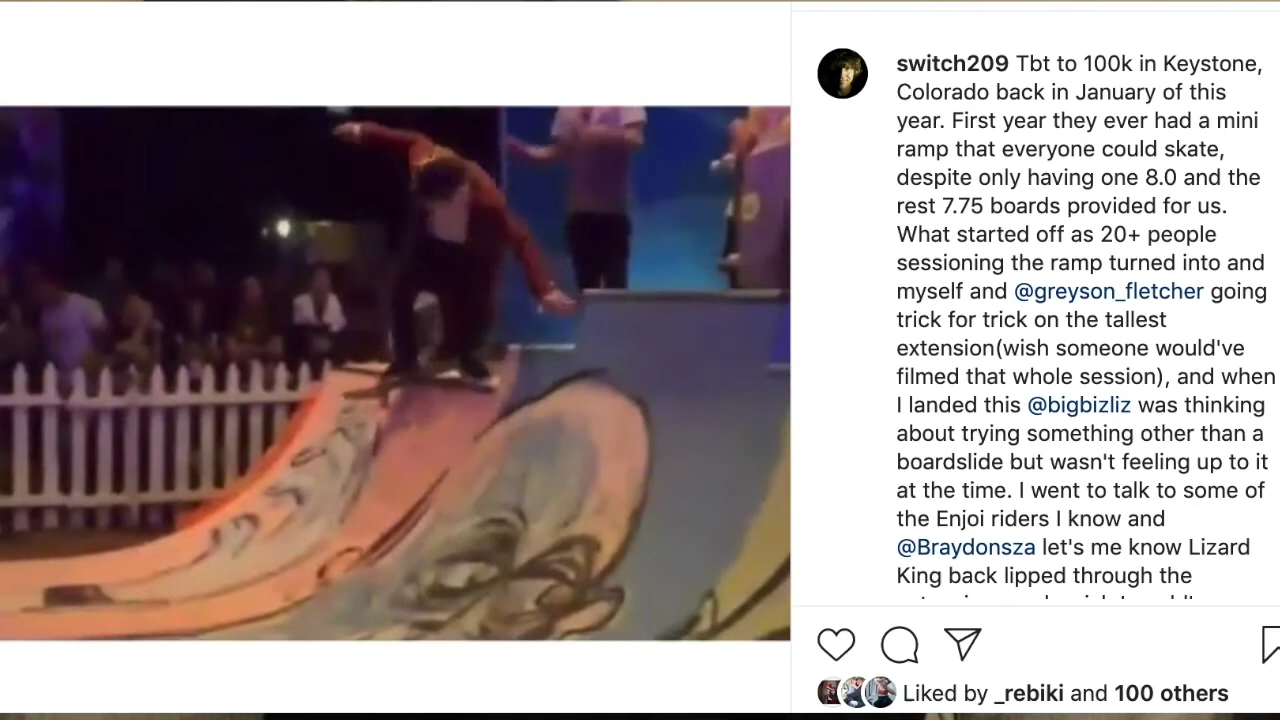 switch209 Tbt to 100k in Keystone,
Colorado back in January of this
year. First year they ever had a mini
ramp that everyone could skate,
despite only having one 8.0 and the
rest 7.75 boards provided for us.
What started off as 20+ people
sessioning the ramp turned into and
myself and @greyson_fletcher going
trick for trick on the tallest
extension(wish someone would've
filmed that whole session), and when
I landed this @bigbizliz was thinking
about trying something other than a
boardslide but wasn't feeling up to it
at the time. I went to talk to some of
the Enjoi riders I know and
@Braydonsza let's me know Lizard
King back lipped through the
Liked by _rebiki and 100 others